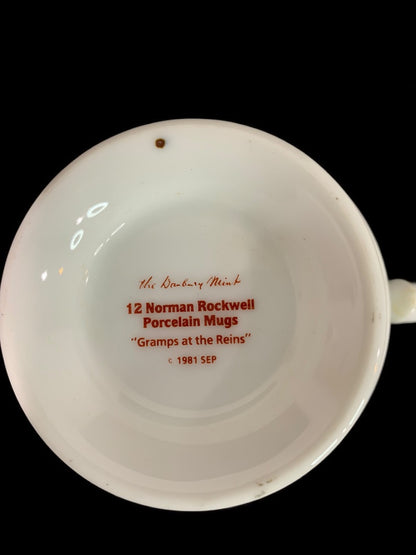 the Danbury Mint
12 Norman Rockwell
Porcelain Mugs
"Gramps at the Reins"
© 1981 SEP